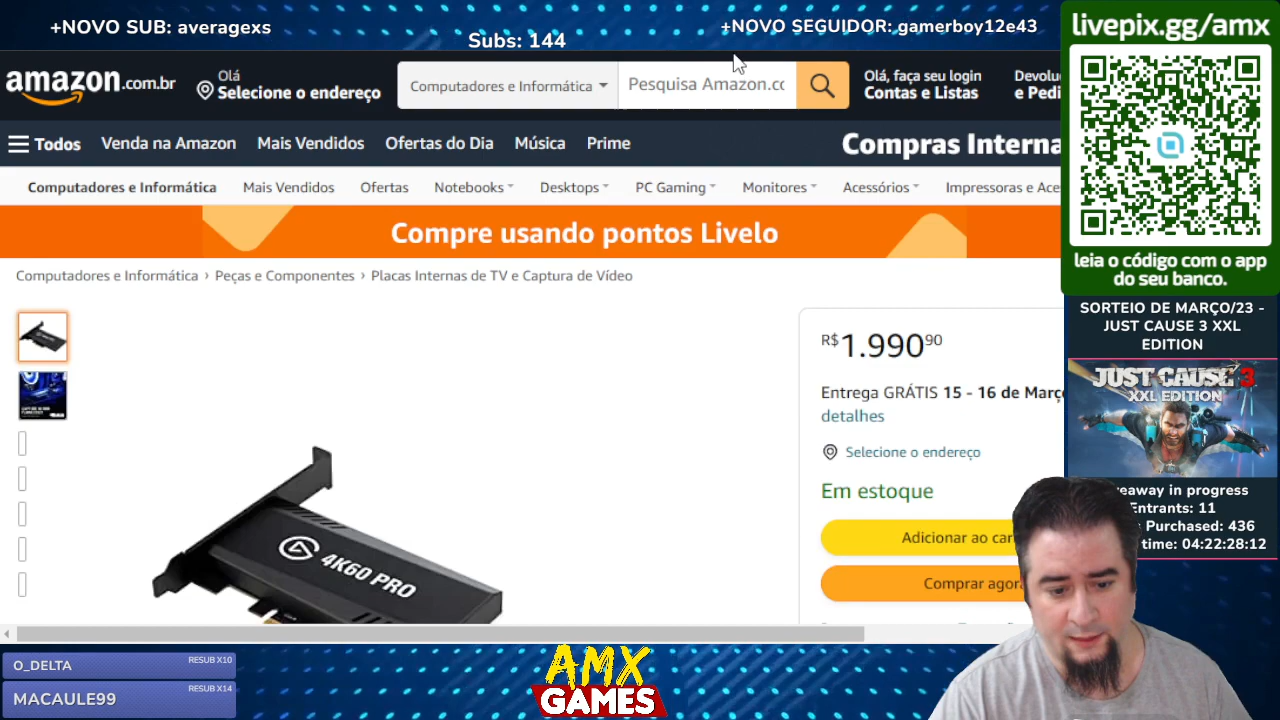 +NOVO SUB: averagexs
Subs: 144
+NOVO SEGUIDOR: gamerboy12e43
livepix.gg/amx
leia o código com o app
do seu banco.
amazon.com.br
Olá
Selecione o endereço
Computadores e Informática
Pesquisa Amazon.cc
Olá, faça seu login
Contas e Listas
Devolu
e Pedi
Todos
Venda na Amazon
Mais Vendidos
Ofertas do Dia
Música
Prime
Compras Interna
Computadores e Informática
Mais Vendidos
Ofertas
Notebooks
Desktops
PC Gaming
Monitores
Acessórios
Impressoras e Ace
Compre usando pontos Livelo
Computadores e Informática › Peças e Componentes › Placas Internas de TV e Captura de Vídeo
4K60 PRO
R$1.99090
Entrega GRÁTIS 15 - 16 de Març
detalhes
Selecione o endereço
Em estoque
Adicionar ao car
Comprar agora
SORTEIO DE MARÇO/23 -
JUST CAUSE 3 XXL
EDITION
JUST CAUSE 3
XXL EDITION
veaway in progress
Entrants: 11
Purchased: 436
time: 04:22:28:12
O_DELTA
RESUB X10
MACAULE99
RESUB X14
AMX
GAMES